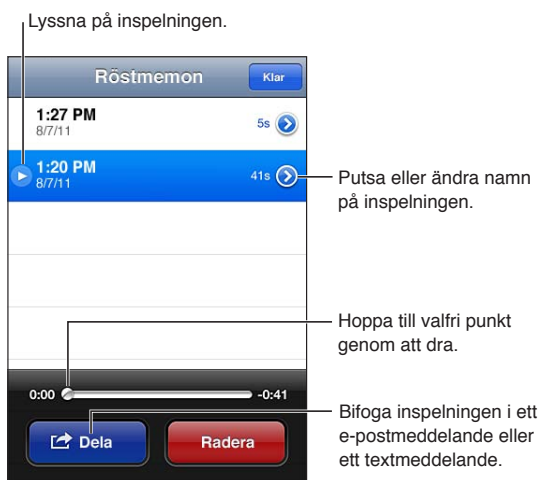 Lyssna på inspelningen.
Röstmemon
Klar
1:27 PM
8/7/11
5s
1:20 PM
8/7/11
41s
Putsa eller ändra namn
på inspelningen.
Hoppa till valfri punkt
genom att dra.
0:00
-0:41
Dela
Radera
Bifoga inspelningen i ett
e-postmeddelande eller
ett textmeddelande.